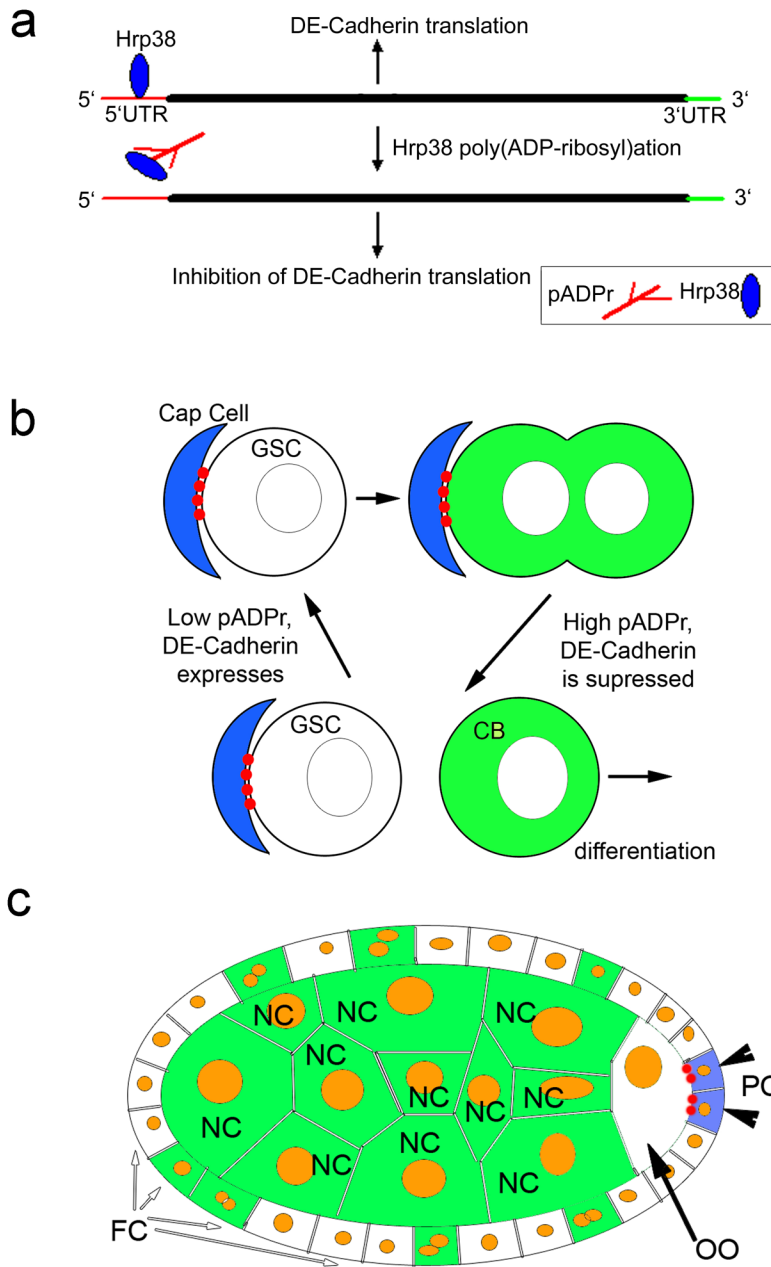 a
Hrp38
DE-Cadherin translation
5‘
5‘UTR
3‘UTR
3‘
Hrp38 poly(ADP-ribosyl)ation
5‘
3‘
Inhibition of DE-Cadherin translation
pADPr
Hrp38
b
Cap Cell
GSC
Low pADPr,
DE-Cadherin
expresses
High pADPr,
DE-Cadherin
is supressed
GSC
CB
differentiation
c
NC
NC
NC
NC
NC
NC
NC
NC
NC
NC
NC
PC
FC
OO